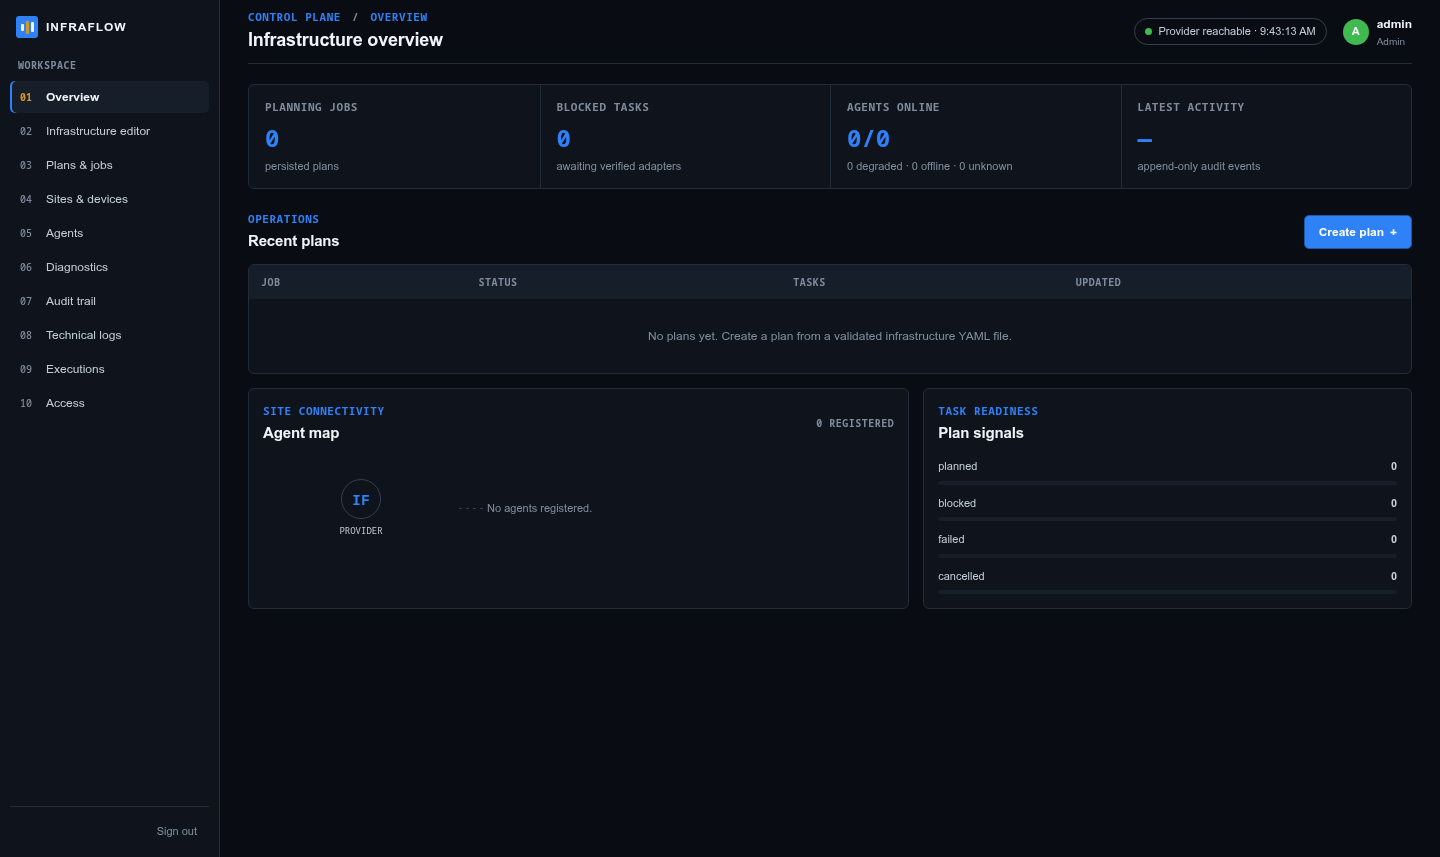 INFRAFLOW
WORKSPACE
01 Overview
02 Infrastructure editor
03 Plans & jobs
04 Sites & devices
05 Agents
06 Diagnostics
07 Audit trail
08 Technical logs
09 Executions
10 Access
Sign out
CONTROL PLANE / OVERVIEW
Infrastructure overview
Provider reachable · 9:43:13 AM
A
admin
Admin
PLANNING JOBS
0
persisted plans
BLOCKED TASKS
0
awaiting verified adapters
AGENTS ONLINE
0/0
0 degraded · 0 offline · 0 unknown
LATEST ACTIVITY
—
append-only audit events
OPERATIONS
Recent plans
Create plan +
JOB STATUS TASKS UPDATED
No plans yet. Create a plan from a validated infrastructure YAML file.
SITE CONNECTIVITY
Agent map
0 REGISTERED
IF
PROVIDER
---- No agents registered.
TASK READINESS
Plan signals
planned 0
blocked 0
failed 0
cancelled 0